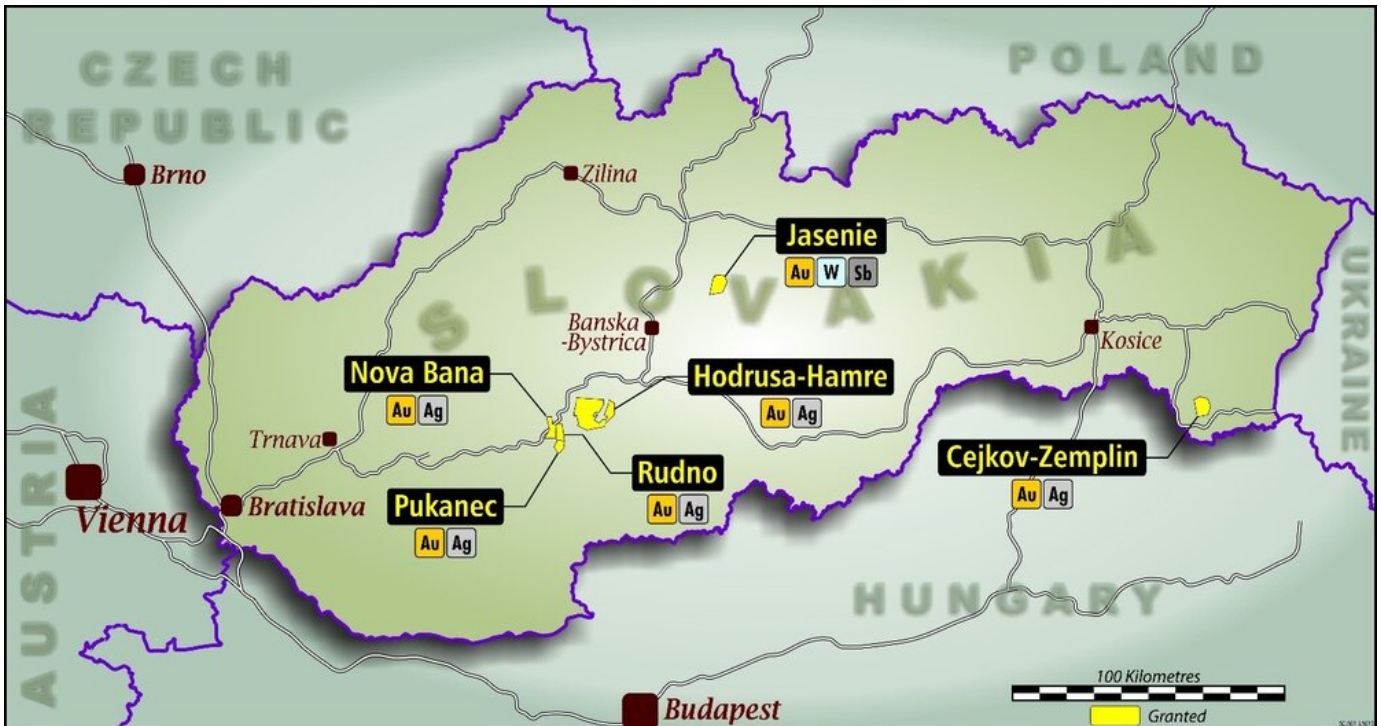 CZECH
REPUBLIC
POLAND
Brno
Zilina
Jasenie
Au W Sb
SLOVAKIA
UKRAINE
Banska
-Bystrica
Kosice
Nova Bana
Au Ag
Hodrusa-Hamre
Au Ag
AUSTRIA
Trnava
Cejkov-Zemplin
Au Ag
Rudno
Au Ag
Pukanec
Au Ag
Bratislava
Vienna
HUNGARY
Budapest
100 Kilometres
Granted